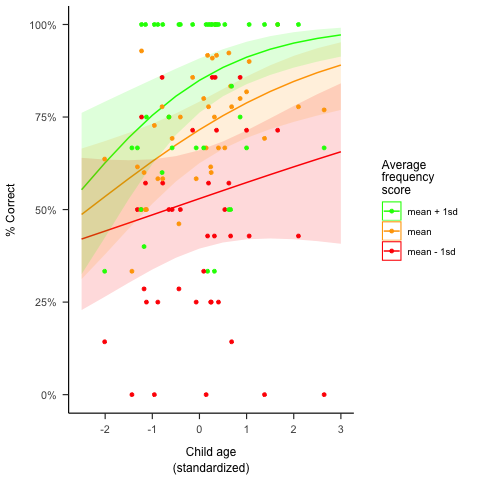 100%
75%
50%
25%
0%
% Correct
-2 -1 0 1 2 3
Child age
(standardized)
Average
frequency
score
mean + 1sd
mean
mean - 1sd